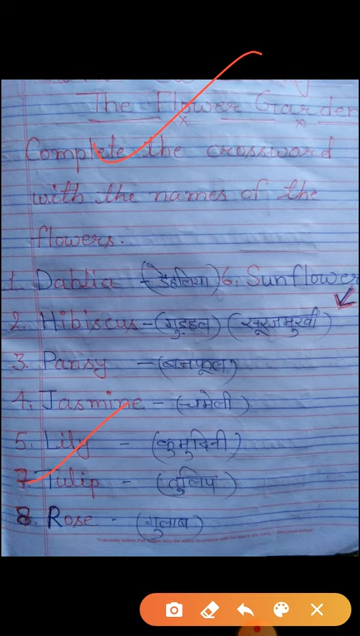 The Flower Garden
Complete the crossword
with the names of the
flowers.
1. Dahlia - (डेहलिया) 6. Sunflower
2. Hibiscus - (गुड़हल) (सूरजमुखी)
3. Pansy - (बनफूल)
4. Jasmine - (चमेली)
5. Lily - (कुमुदिनी)
7. Tulip - (तुलिप)
8. Rose - (गुलाब)